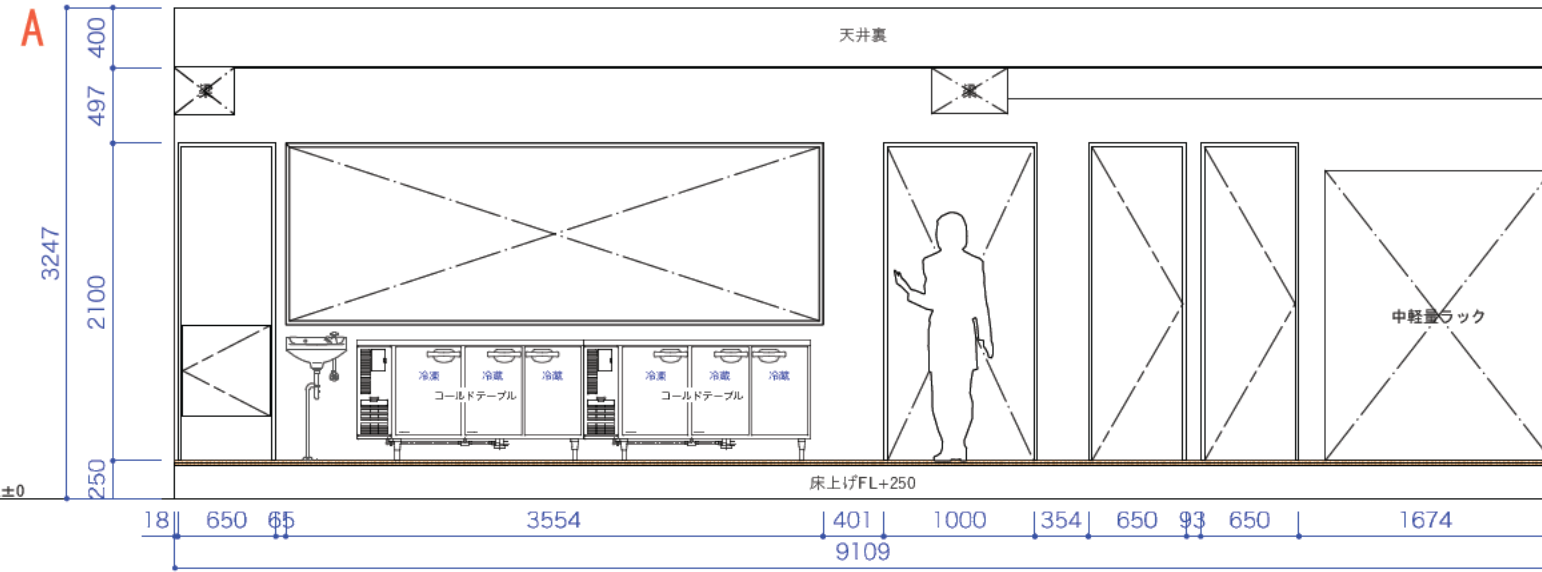 A
400
天井裏
497
梁
梁
3247
2100
中軽量ラック
冷凍
冷蔵
冷蔵
冷凍
冷蔵
冷蔵
コールドテーブル
コールドテーブル
250
床上げFL+250
±0
18
650
65
3554
401
1000
354
650
93
650
1674
9109